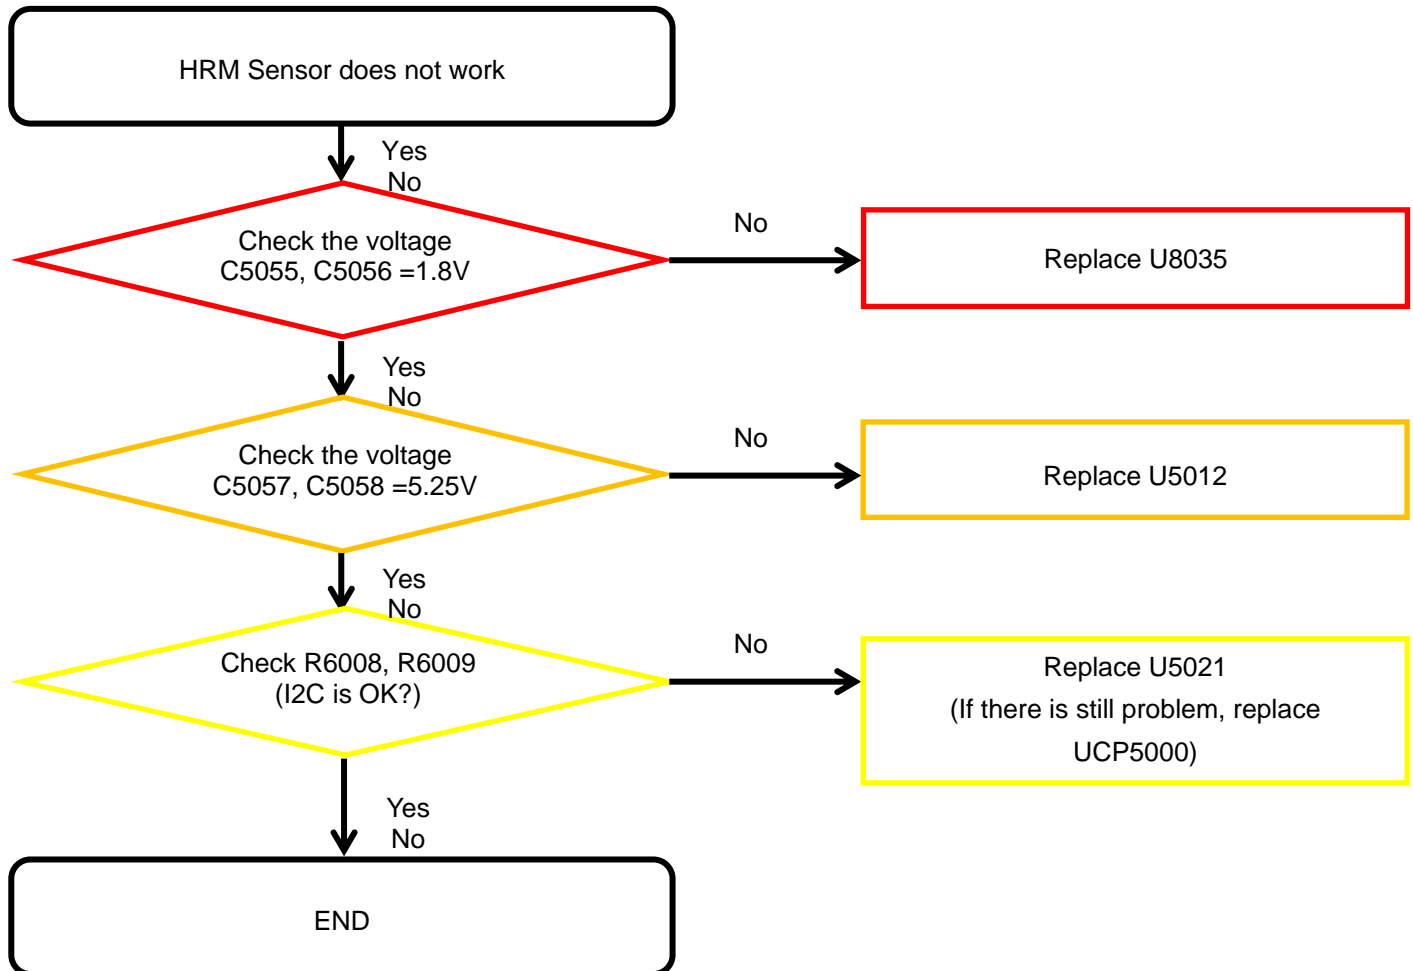 HRM Sensor does not work
Yes
No
Check the voltage
C5055, C5056 =1.8V
No
Replace U8035
Yes
No
Check the voltage
C5057, C5058 =5.25V
No
Replace U5012
Yes
No
Check R6008, R6009
(I2C is OK?)
No
Replace U5021
(If there is still problem, replace
UCP5000)
Yes
No
END